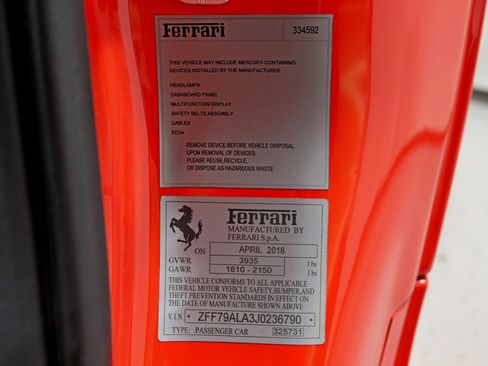 Ferrari 334592
THIS VEHICLE MAY INCLUDE MERCURY-CONTAINING
DEVICES INSTALLED BY THE MANUFACTURER:
HEADLAMPS
DASHBOARD PANEL
MULTIFUNCTION DISPLAY
SAFETY BELTS ASSEMBLY
CABLES
ECUs
REMOVE DEVICE BEFORE VEHICLE DISPOSAL
UPON REMOVAL OF DEVICES:
PLEASE REUSE,RECYCLE,
OR DISPOSE AS HAZARDOUS WASTE
Ferrari
MANUFACTURED BY
FERRARI S.p.A.
ON APRIL 2018
GVWR 3935 lbs
GAWR 1810 - 2150 lbs
THIS VEHICLE CONFORMS TO ALL APPLICABLE
FEDERAL MOTOR VEHICLE SAFETY,BUMPER,AND
THEFT PREVENTION STANDARDS IN EFFECT ON
THE DATE OF MANUFACTURE SHOWN ABOVE.
V.I.N. *ZFF79ALA3J0236790*
TYPE: PASSENGER CAR 325731